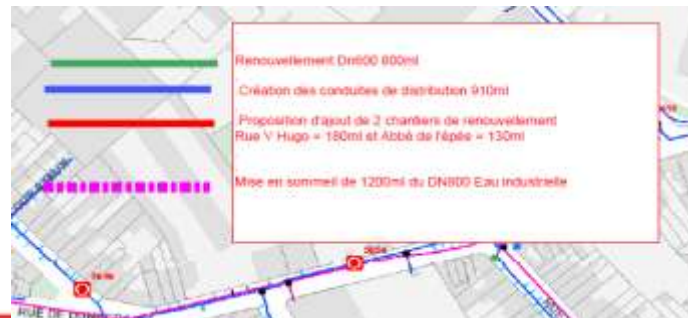 Renouvellement Dn600 800ml
Création des conduites de distribution 910ml
Proposition d'ajout de 2 chantiers de renouvellement
Rue V Hugo = 180ml et Abbé de l'épée = 130ml
Mise en sommeil de 1200ml du DN800 Eau industrielle
RUE DE